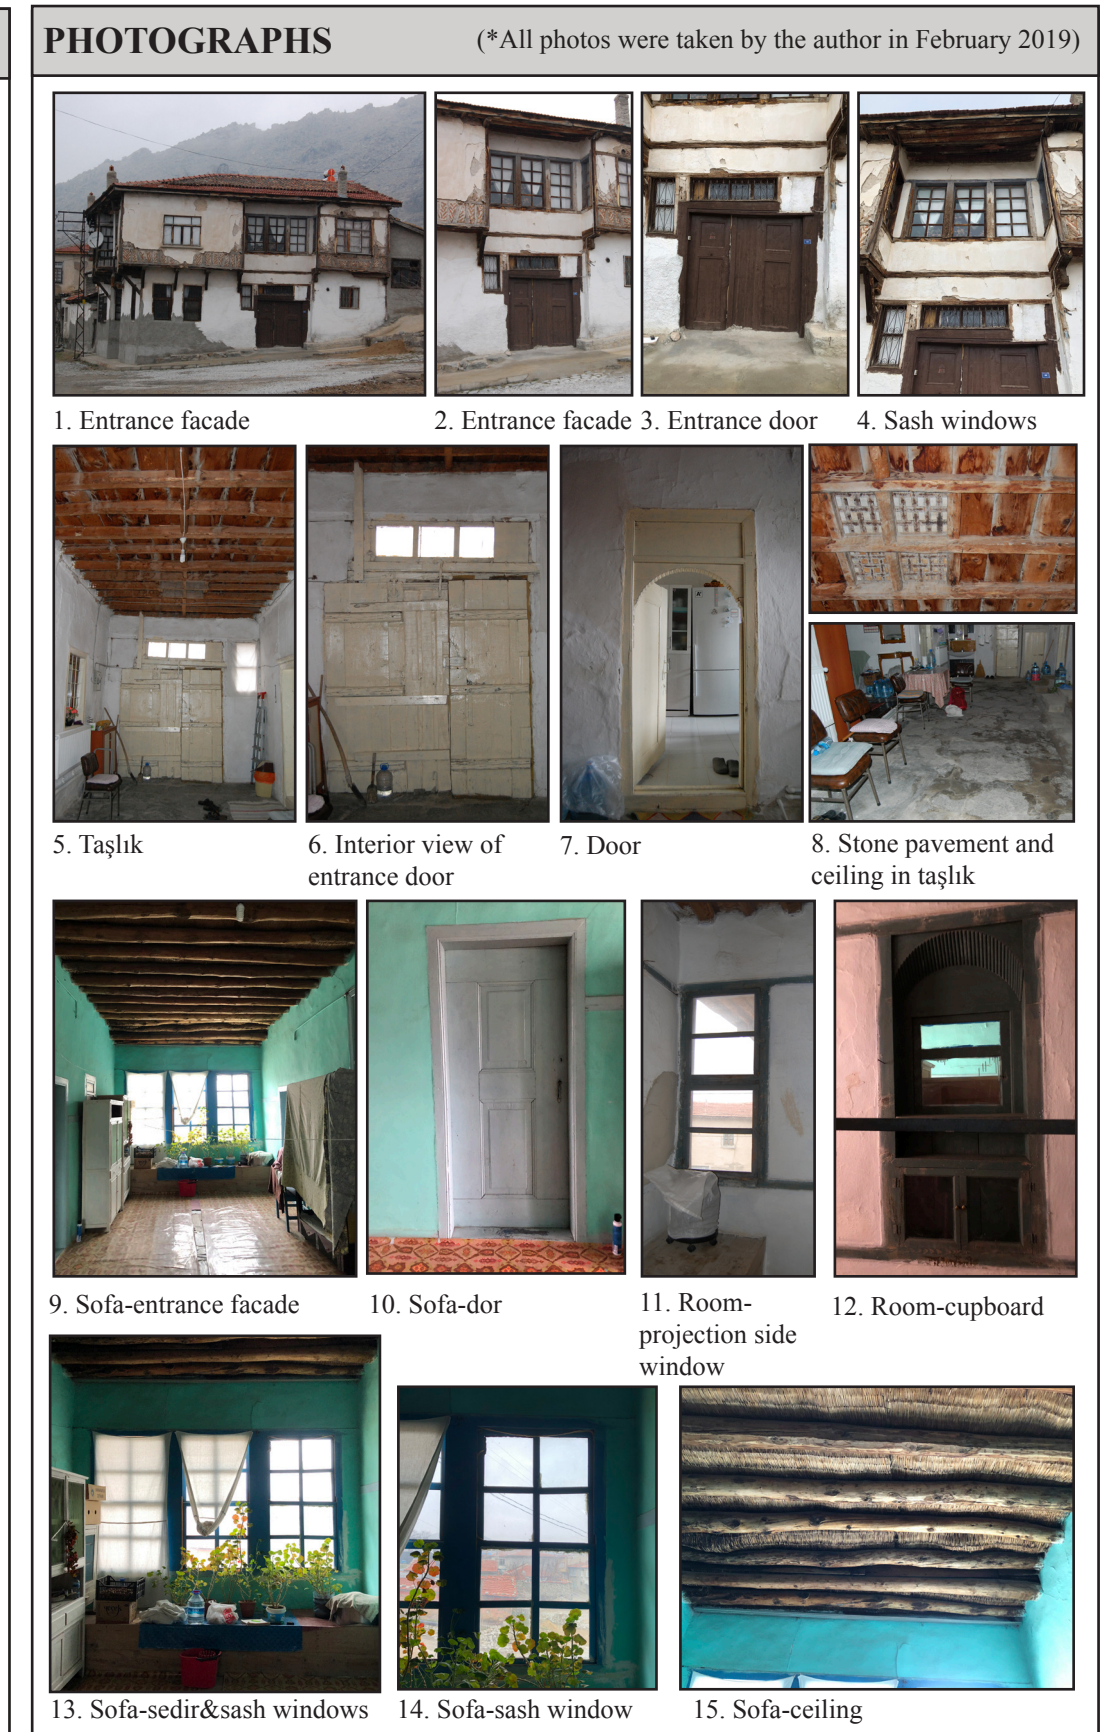 PHOTOGRAPHS (*All photos were taken by the author in February 2019)
1. Entrance facade
2. Entrance facade
3. Entrance door
4. Sash windows
5. Taşlık
6. Interior view of
entrance door
7. Door
8. Stone pavement and
ceiling in taşlık
9. Sofa-entrance facade
10. Sofa-dor
11. Room-
projection side
window
12. Room-cupboard
13. Sofa-sedir&sash windows
14. Sofa-sash window
15. Sofa-ceiling